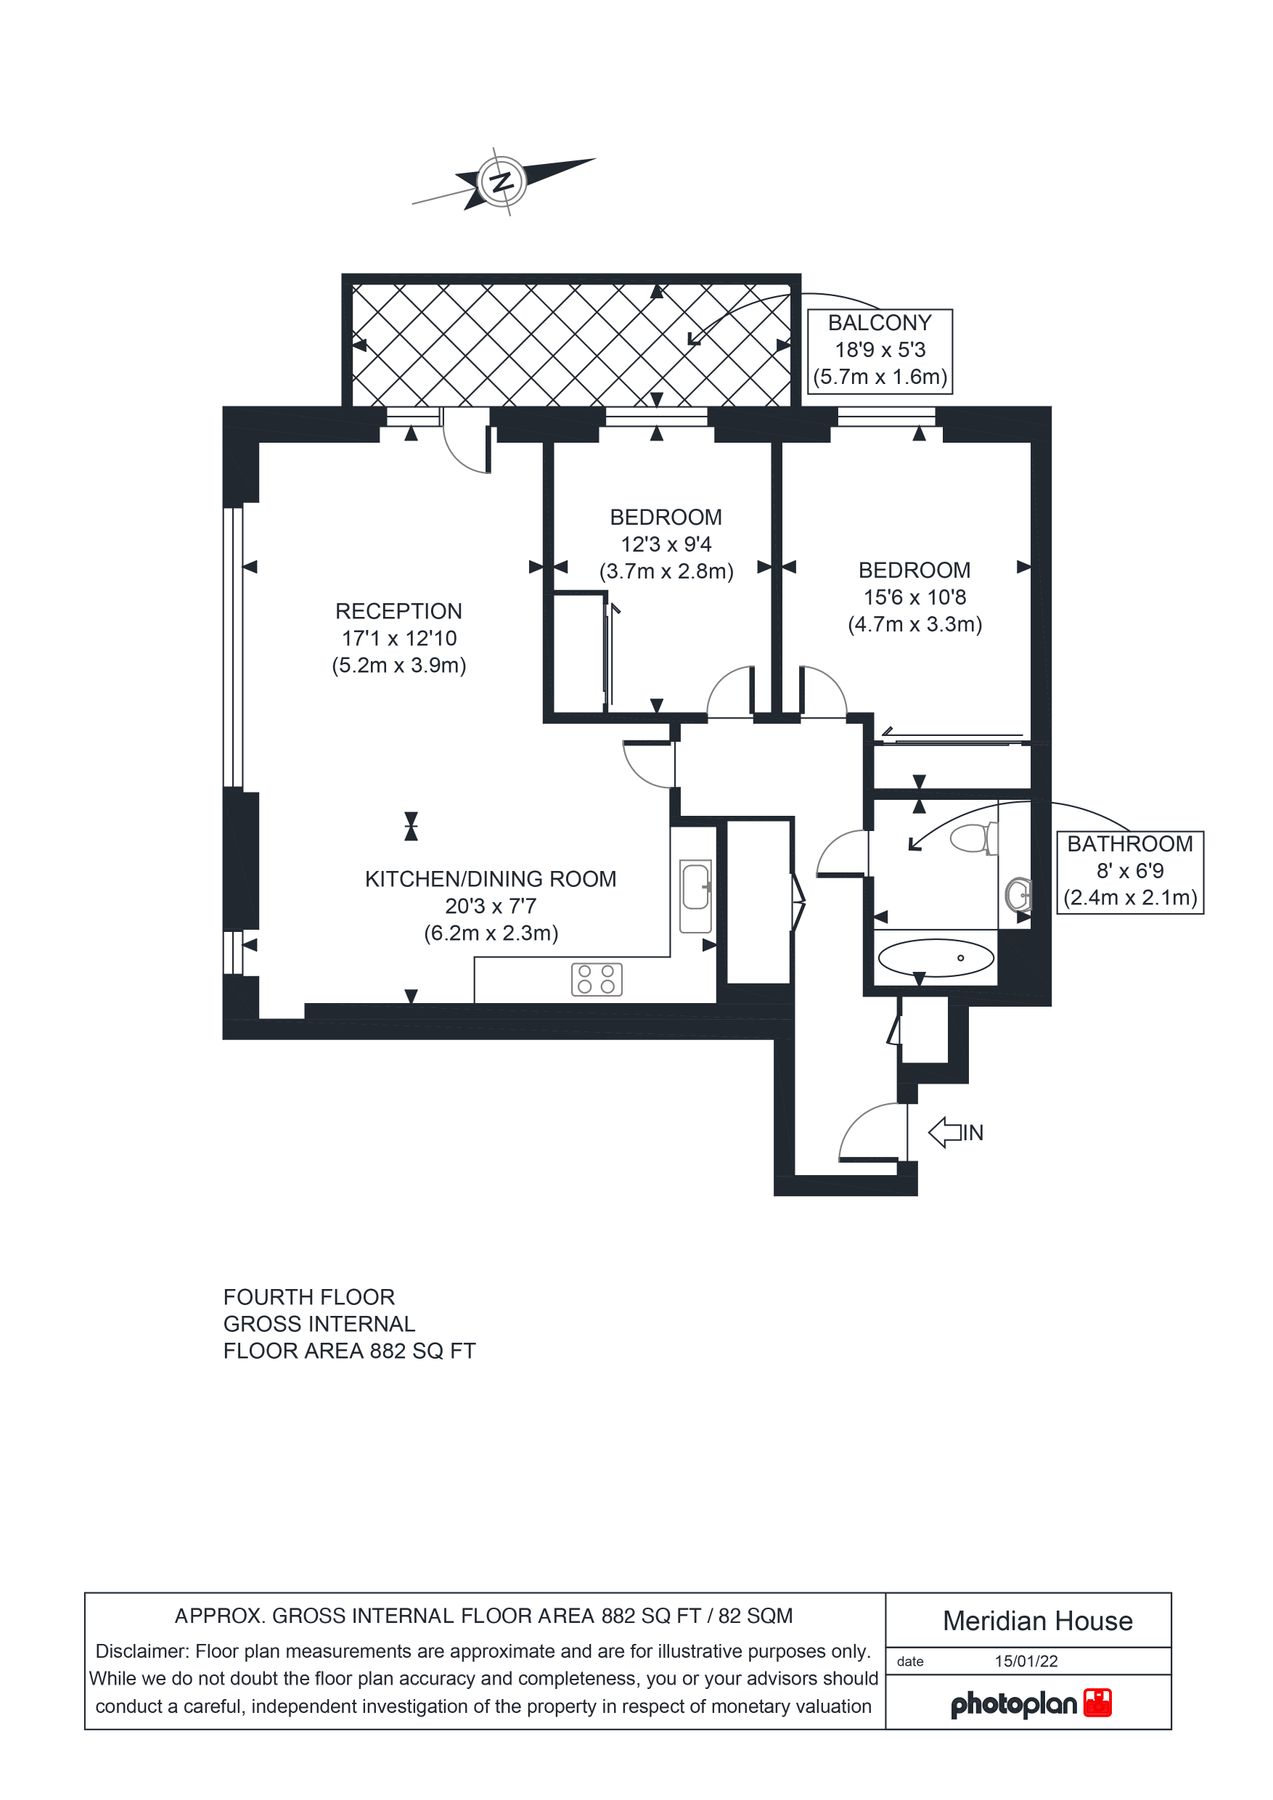 N
BALCONY
18'9 x 5'3
(5.7m x 1.6m)
BEDROOM
12'3 x 9'4
(3.7m x 2.8m)
BEDROOM
15'6 x 10'8
(4.7m x 3.3m)
RECEPTION
17'1 x 12'10
(5.2m x 3.9m)
KITCHEN/DINING ROOM
20'3 x 7'7
(6.2m x 2.3m)
BATHROOM
8' x 6'9
(2.4m x 2.1m)
IN
FOURTH FLOOR
GROSS INTERNAL
FLOOR AREA 882 SQ FT
APPROX. GROSS INTERNAL FLOOR AREA 882 SQ FT / 82 SQM
Disclaimer: Floor plan measurements are approximate and are for illustrative purposes only.
While we do not doubt the floor plan accuracy and completeness, you or your advisors should
conduct a careful, independent investigation of the property in respect of monetary valuation
Meridian House
date 15/01/22
photoplan